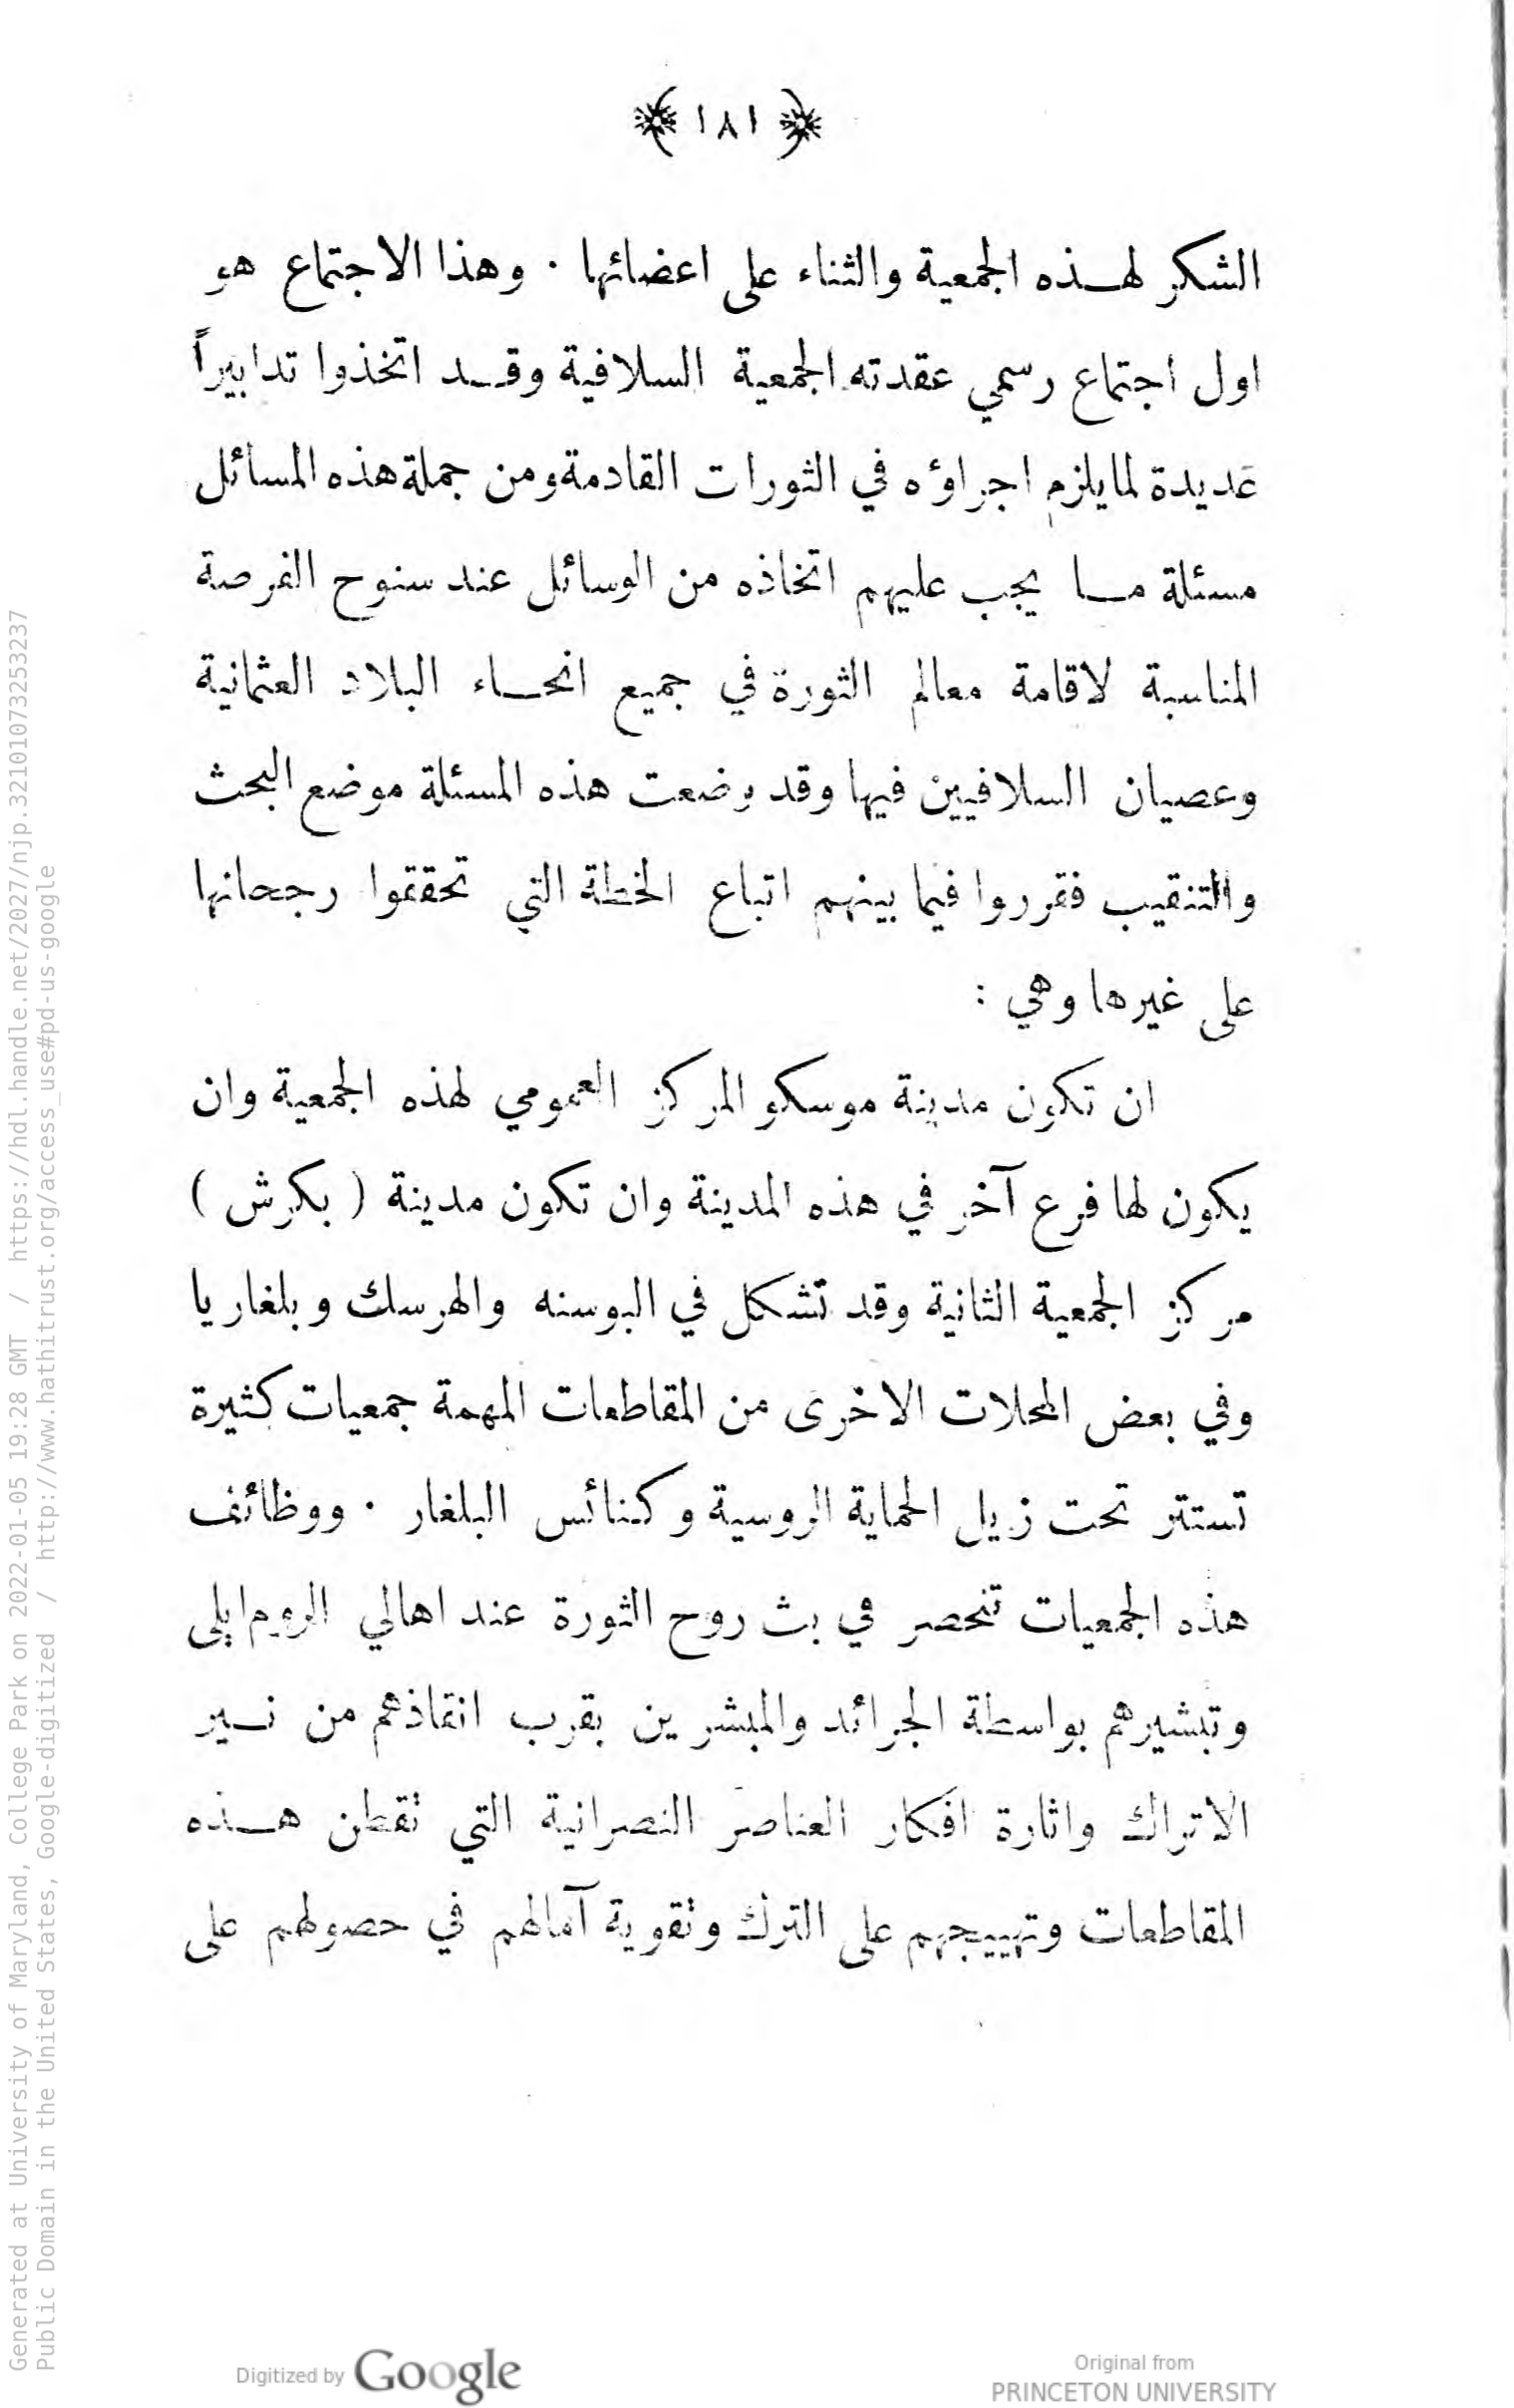 ١٨١
الشكر لهذه الجمعية والثناء على اعضائها · وهذا الاجتماع هو
اول اجتماع رسمي عقدته الجمعية السلافية وقد اتخذوا تدابيراً
عديدة لما يلزم اجراؤه في الثورات القادمة ومن جملة هذه المسائل
مسئلة ما يجب عليهم اتخاذه من الوسائل عند سنوح الفرصة
المناسبة لاقامة معالم الثورة في جميع انحاء البلاد العثمانية
وعصيان السلافيين فيها وقد وضعت هذه المسئلة موضع البحث
والتنقيب فقرروا فيما بينهم اتباع الخطة التي تحققوا رجحانها
على غيرها وهي :
ان تكون مدينة موسكو المركز العمومي لهذه الجمعية وان
يكون لها فرع آخر في هذه المدينة وان تكون مدينة ( بكرش )
مركز الجمعية الثانية وقد تشكل في البوسنه والهرسك وبلغاريا
وفي بعض المحلات الاخرى من المقاطعات المهمة جمعيات كثيرة
تستتر تحت زيل الحماية الروسية وكنائس البلغار · ووظائف
هذه الجمعيات تنحصر في بث روح الثورة عند اهالي الروم ايلى
وتبشيرهم بواسطة الجرائد والمبشرين بقرب انقاذهم من نير
الاتراك واثارة افكار العناصر النصرانية التي تقطن هذه
المقاطعات وتهييجهم على الترك وتقوية آمالهم في حصولهم على
Generated at University of Maryland, College Park on 2022-01-05 19:28 GMT / https://hdl.handle.net/2027/njp.32101073253237
Public Domain in the United States, Google-digitized / http://www.hathitrust.org/access_use#pd-us-google
Digitized by Google
Original from
PRINCETON UNIVERSITY